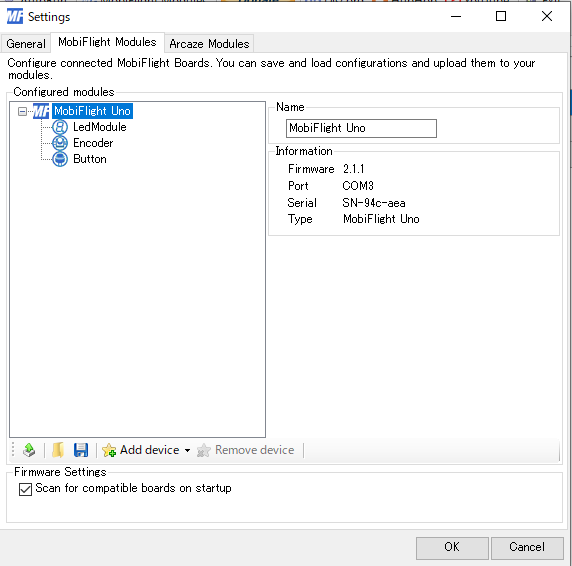 MF Settings
General MobiFlight Modules Arcaze Modules
Configure connected MobiFlight Boards. You can save and load configurations and upload them to your
modules.
Configured modules
MF MobiFlight Uno
LedModule
Encoder
Button
Name
MobiFlight Uno
Information
Firmware 2.1.1
Port COM3
Serial SN-94c-aea
Type MobiFlight Uno
Add device Remove device
Firmware Settings
Scan for compatible boards on startup
OK Cancel